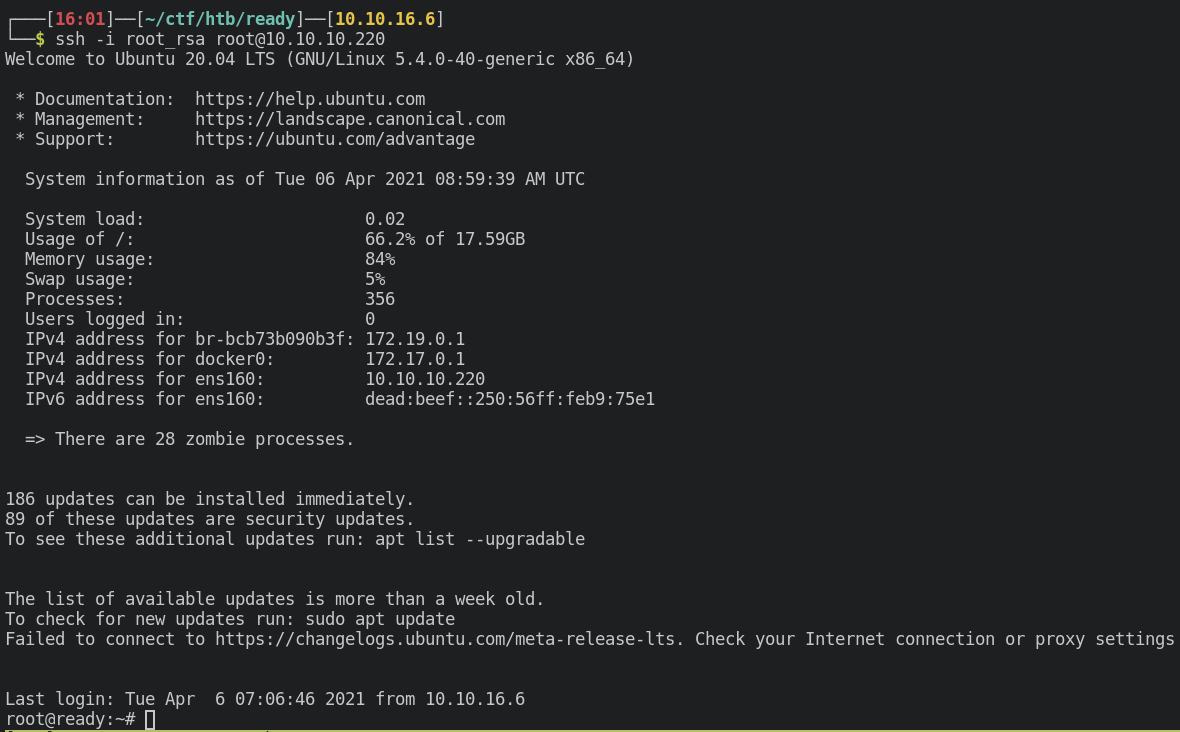 ┌───[16:01]──[~/ctf/htb/ready]──[10.10.16.6]
└──$ ssh -i root_rsa root@10.10.10.220
Welcome to Ubuntu 20.04 LTS (GNU/Linux 5.4.0-40-generic x86_64)

 * Documentation:  https://help.ubuntu.com
 * Management:     https://landscape.canonical.com
 * Support:        https://ubuntu.com/advantage

  System information as of Tue 06 Apr 2021 08:59:39 AM UTC

  System load:                      0.02
  Usage of /:                       66.2% of 17.59GB
  Memory usage:                     84%
  Swap usage:                       5%
  Processes:                        356
  Users logged in:                  0
  IPv4 address for br-bcb73b090b3f: 172.19.0.1
  IPv4 address for docker0:         172.17.0.1
  IPv4 address for ens160:          10.10.10.220
  IPv6 address for ens160:          dead:beef::250:56ff:feb9:75e1

  => There are 28 zombie processes.


186 updates can be installed immediately.
89 of these updates are security updates.
To see these additional updates run: apt list --upgradable


The list of available updates is more than a week old.
To check for new updates run: sudo apt update
Failed to connect to https://changelogs.ubuntu.com/meta-release-lts. Check your Internet connection or proxy settings


Last login: Tue Apr  6 07:06:46 2021 from 10.10.16.6
root@ready:~#